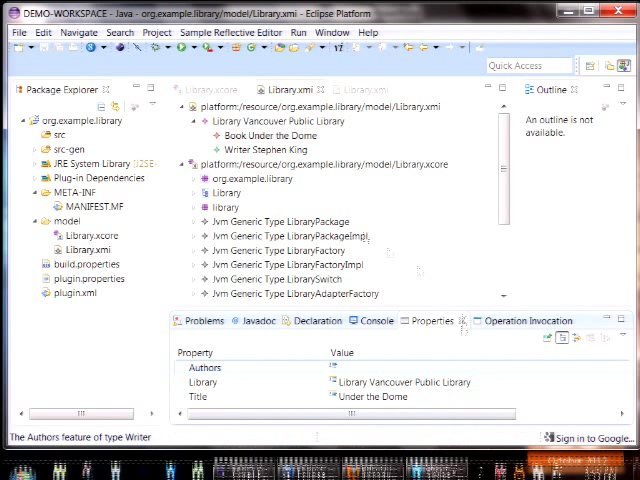 DEMO-WORKSPACE - Java - org.example.library/model/Library.xmi - Eclipse Platform
File Edit Navigate Search Project Sample Reflective Editor Run Window Help
Quick Access
Package Explorer
Library.xcore Library.xmi Library.xmi
Outline
org.example.library
src
src-gen
JRE System Library [J2SE-
Plug-in Dependencies
META-INF
MANIFEST.MF
model
Library.xcore
Library.xmi
build.properties
plugin.properties
plugin.xml
platform:/resource/org.example.library/model/Library.xmi
Library Vancouver Public Library
Book Under the Dome
Writer Stephen King
platform:/resource/org.example.library/model/Library.xcore
org.example.library
Library
library
Jvm Generic Type LibraryPackage
Jvm Generic Type LibraryPackageImpl
Jvm Generic Type LibraryFactory
Jvm Generic Type LibraryFactoryImpl
Jvm Generic Type LibrarySwitch
Jvm Generic Type LibraryAdapterFactory
An outline is not
available.
Problems Javadoc Declaration Console Properties Operation Invocation
Property Value
Authors
Library Library Vancouver Public Library
Title Under the Dome
The Authors feature of type Writer
Sign in to Google...